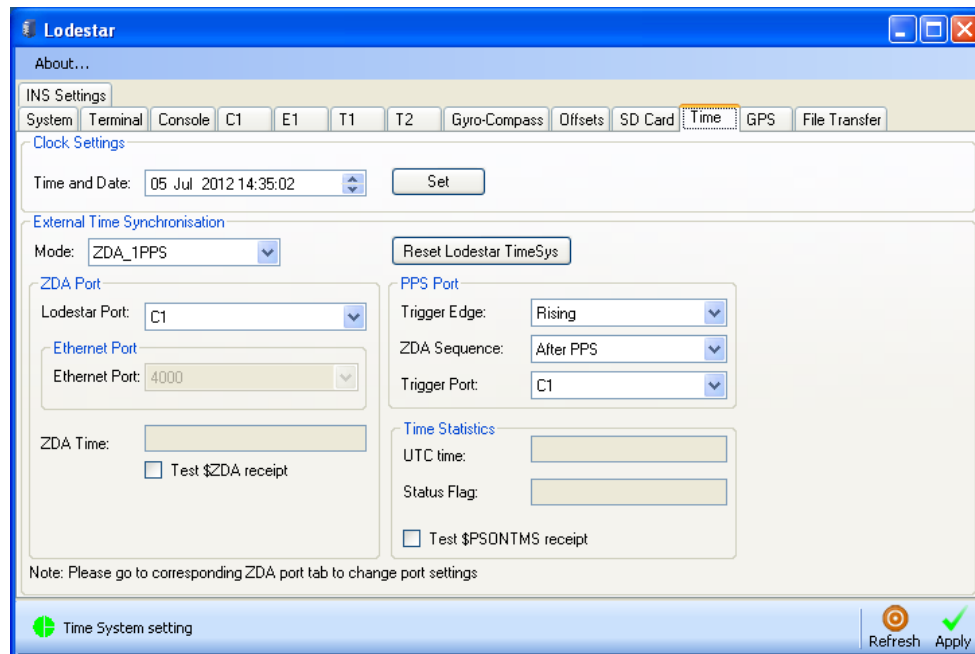 Lodestar
About...
INS Settings
System Terminal Console C1 E1 T1 T2 Gyro-Compass Offsets SD Card Time GPS File Transfer
Clock Settings
Time and Date: 05 Jul 2012 14:35:02 Set
External Time Synchronisation
Mode: ZDA_1PPS Reset Lodestar TimeSys
ZDA Port
Lodestar Port: C1
Ethernet Port
Ethernet Port: 4000
ZDA Time:
Test $ZDA receipt
PPS Port
Trigger Edge: Rising
ZDA Sequence: After PPS
Trigger Port: C1
Time Statistics
UTC time:
Status Flag:
Test $PSONTMS receipt
Note: Please go to corresponding ZDA port tab to change port settings
Time System setting
Refresh Apply